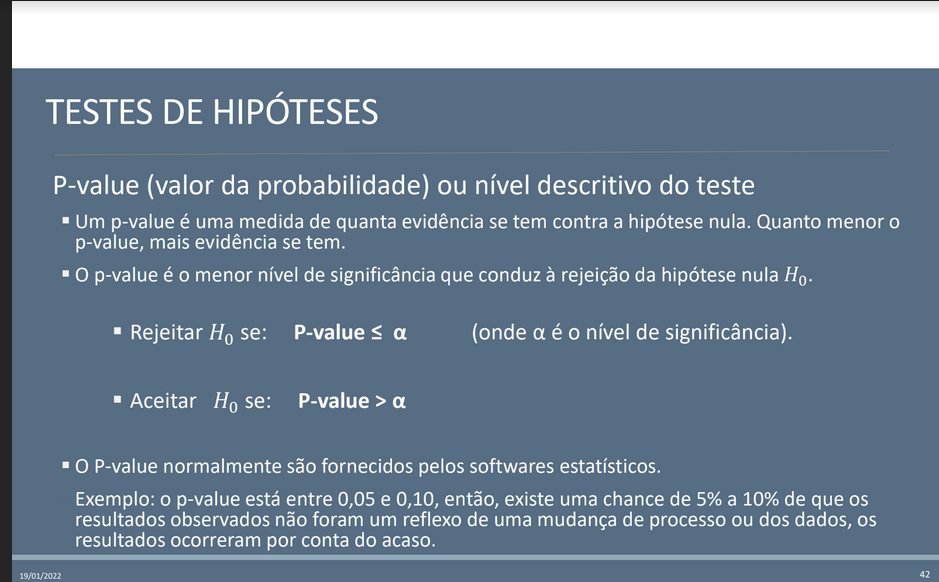 TESTES DE HIPÓTESES
P-value (valor da probabilidade) ou nível descritivo do teste
▪ Um p-value é uma medida de quanta evidência se tem contra a hipótese nula. Quanto menor o
p-value, mais evidência se tem.
▪ O p-value é o menor nível de significância que conduz à rejeição da hipótese nula H₀.
▪ Rejeitar H₀ se: P-value ≤ α (onde α é o nível de significância).
▪ Aceitar H₀ se: P-value > α
▪ O P-value normalmente são fornecidos pelos softwares estatísticos.
Exemplo: o p-value está entre 0,05 e 0,10, então, existe uma chance de 5% a 10% de que os
resultados observados não foram um reflexo de uma mudança de processo ou dos dados, os
resultados ocorreram por conta do acaso.
19/01/2022 42